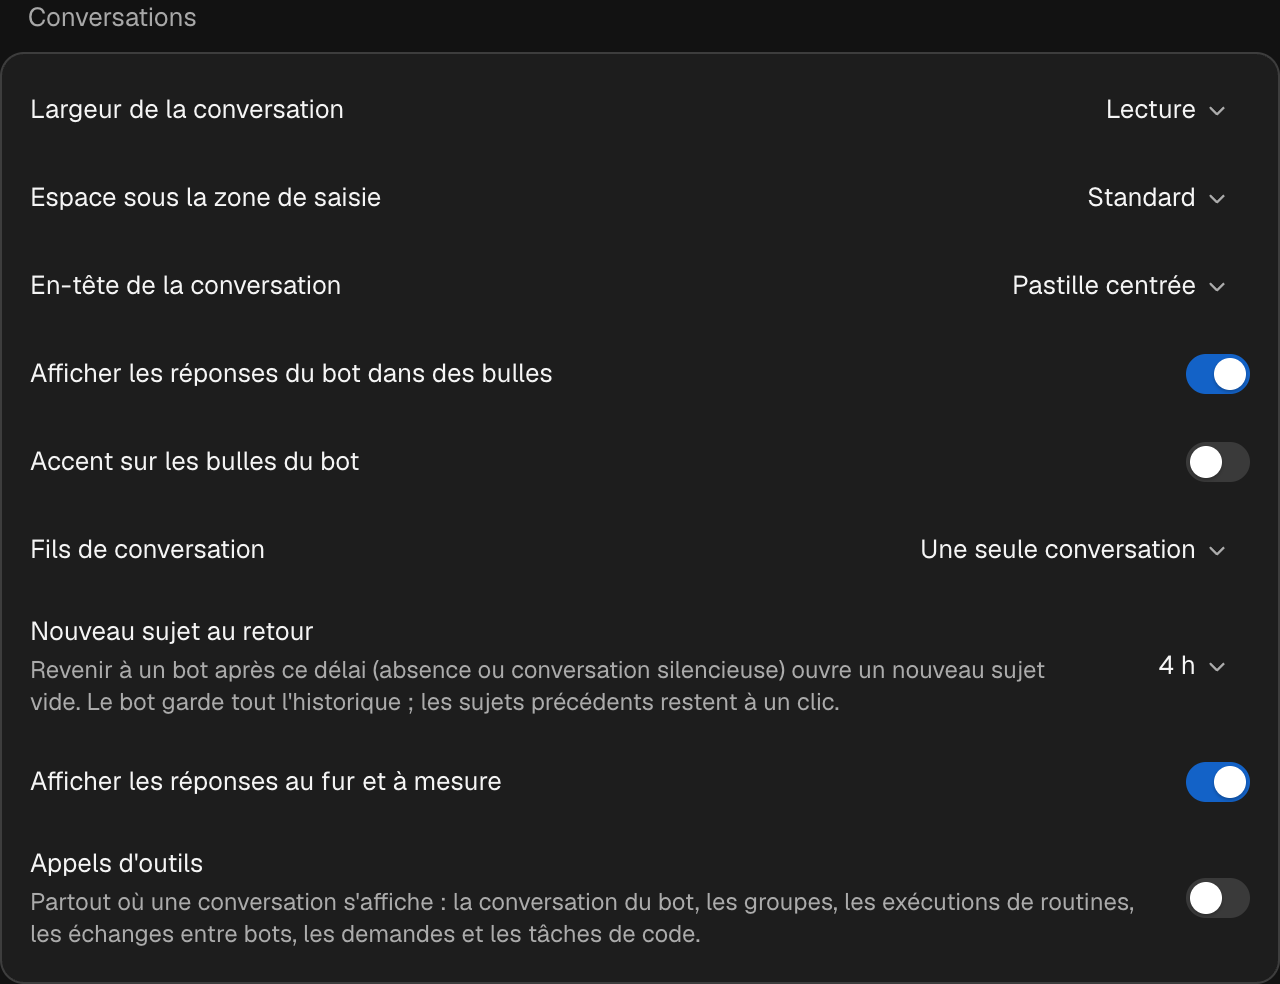 Conversations
Largeur de la conversation
Lecture
Espace sous la zone de saisie
Standard
En-tête de la conversation
Pastille centrée
Afficher les réponses du bot dans des bulles
Accent sur les bulles du bot
Fils de conversation
Une seule conversation
Nouveau sujet au retour
Revenir à un bot après ce délai (absence ou conversation silencieuse) ouvre un nouveau sujet
vide. Le bot garde tout l'historique ; les sujets précédents restent à un clic.
4 h
Afficher les réponses au fur et à mesure
Appels d'outils
Partout où une conversation s'affiche : la conversation du bot, les groupes, les exécutions de routines,
les échanges entre bots, les demandes et les tâches de code.